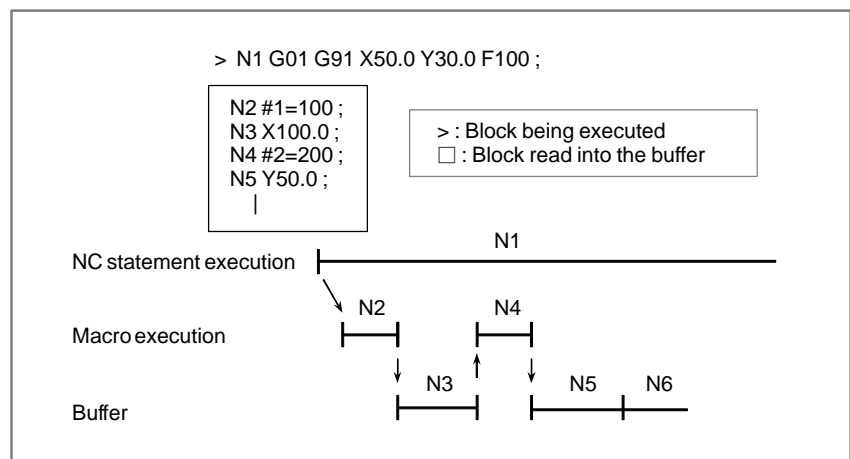 > N1 G01 G91 X50.0 Y30.0 F100 ;
N2 #1=100 ;
N3 X100.0 ;
N4 #2=200 ;
N5 Y50.0 ;
> : Block being executed
□ : Block read into the buffer
N1
NC statement execution
N2
N4
Macro execution
N3
N5
N6
Buffer